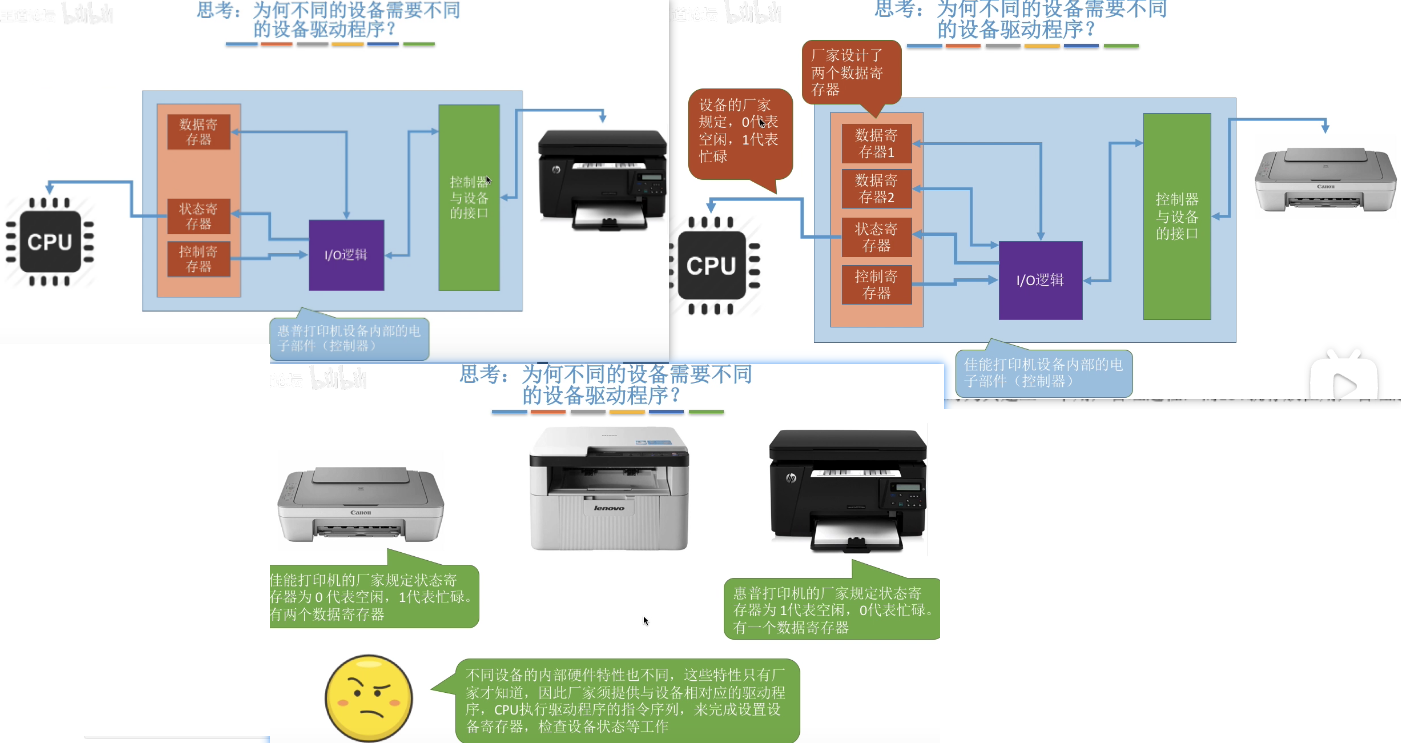 思考：为何不同的设备需要不同
的设备驱动程序？
数据寄
存器
状态寄
存器
控制寄
存器
I/O逻辑
控制器
与设备
的接口
CPU
惠普打印机设备内部的电
子部件（控制器）
bilibili
思考：为何不同的设备需要不同
的设备驱动程序？
厂家设计了
两个数据寄
存器
设备的厂家
规定，0代表
空闲，1代表
忙碌
数据寄
存器1
数据寄
存器2
状态寄
存器
控制寄
存器
I/O逻辑
控制器
与设备
的接口
CPU
Canon
佳能打印机设备内部的电
子部件（控制器）
bilibili
思考：为何不同的设备需要不同
的设备驱动程序？
bilibili
Canon
lenovo
hp
佳能打印机的厂家规定状态寄
存器为 0 代表空闲，1代表忙碌。
有两个数据寄存器
惠普打印机的厂家规定状态寄
存器为 1代表空闲，0代表忙碌。
有一个数据寄存器
不同设备的内部硬件特性也不同，这些特性只有厂
家才知道，因此厂家须提供与设备相对应的驱动程
序，CPU执行驱动程序的指令序列，来完成设置设
备寄存器，检查设备状态等工作